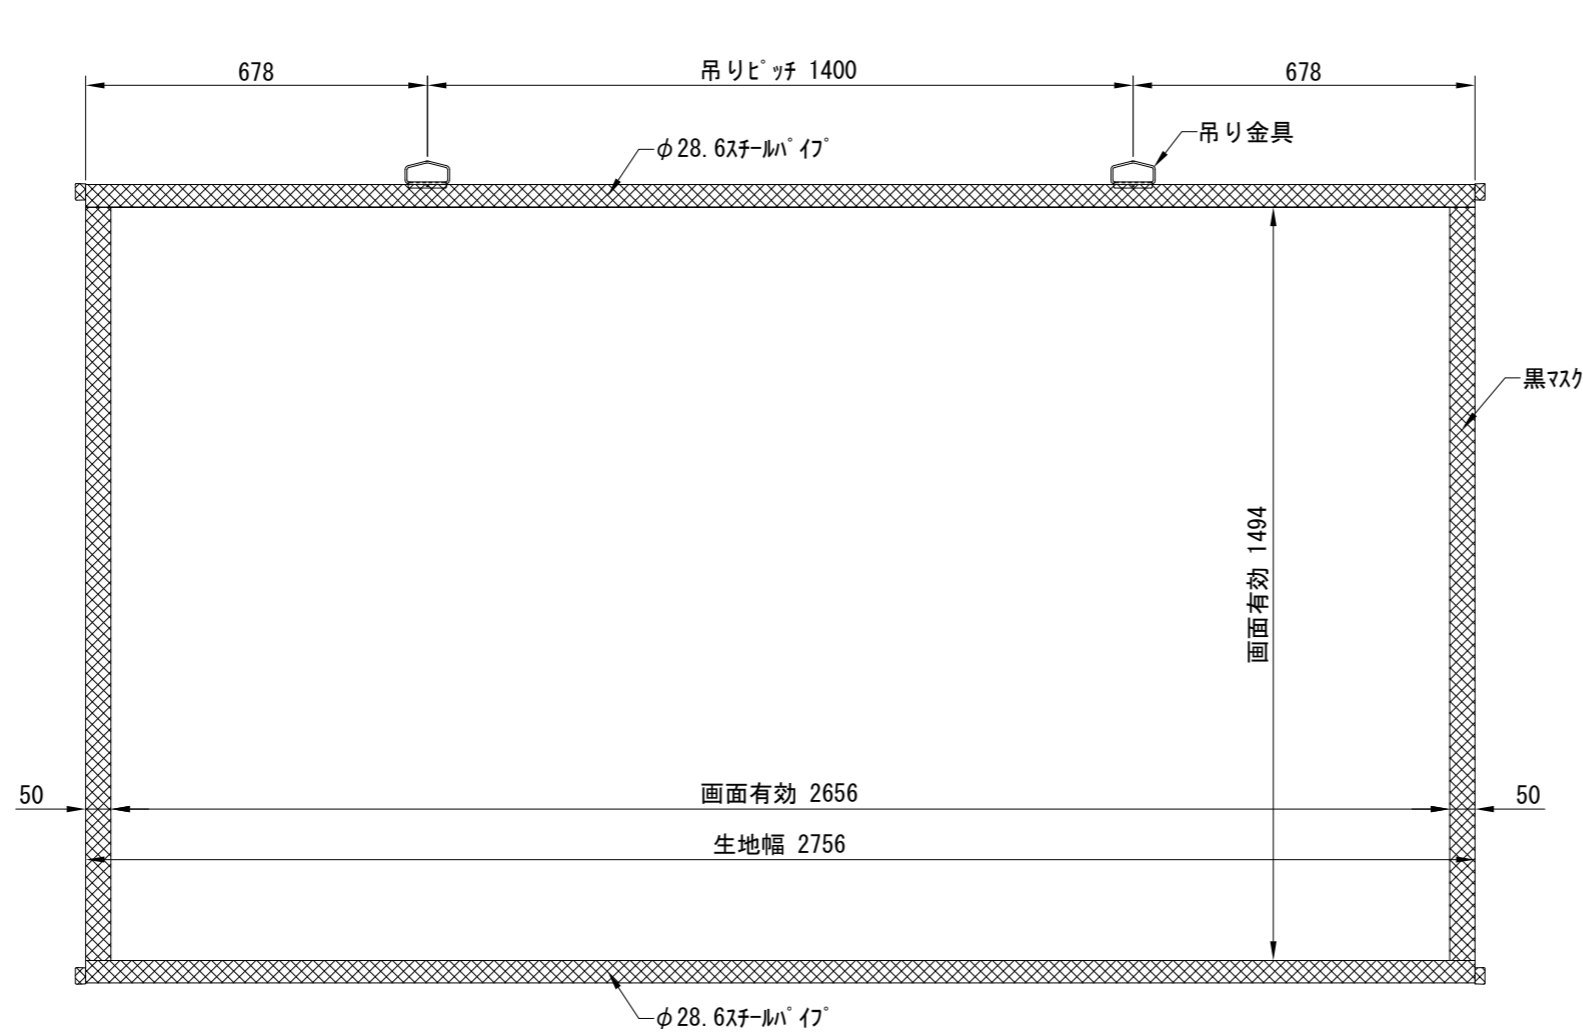 678
吊りﾋﾟｯﾁ 1400
678
φ28.6ｽﾁｰﾙﾊﾟｲﾌﾟ
吊り金具
黒ﾏｽｸ
画面有効 1494
50
画面有効 2656
50
生地幅 2756
φ28.6ｽﾁｰﾙﾊﾟｲﾌﾟ